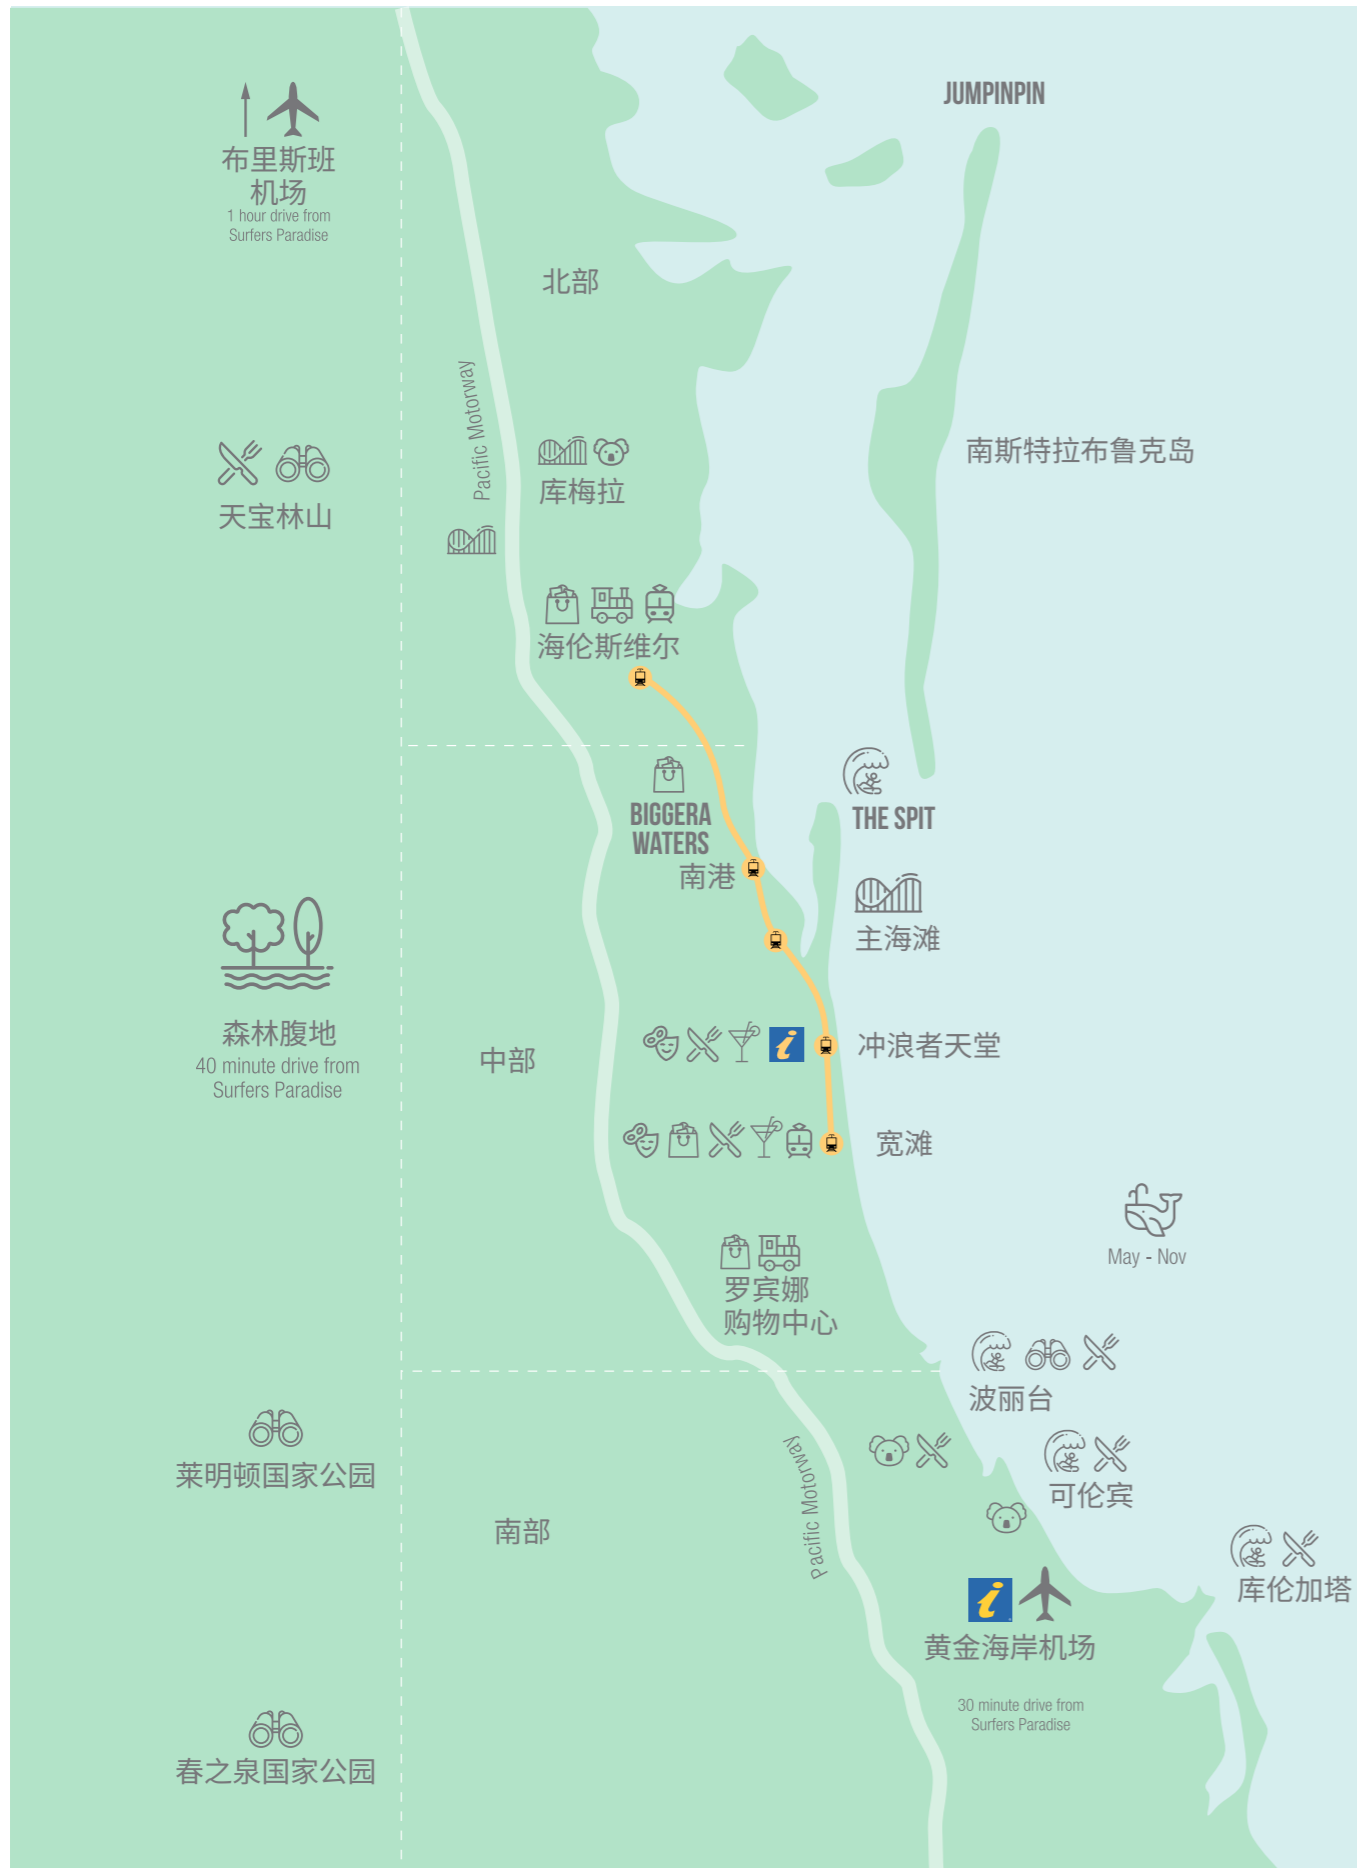 JUMPINPIN
布里斯班
机场
1 hour drive from
Surfers Paradise
北部
Pacific Motorway
南斯特拉布鲁克岛
库梅拉
天宝林山
海伦斯维尔
BIGGERA
WATERS
THE SPIT
南港
主海滩
森林腹地
40 minute drive from
Surfers Paradise
中部
i
冲浪者天堂
宽滩
May - Nov
罗宾娜
购物中心
波丽台
莱明顿国家公园
Pacific Motorway
可伦宾
南部
库伦加塔
i
黄金海岸机场
30 minute drive from
Surfers Paradise
春之泉国家公园